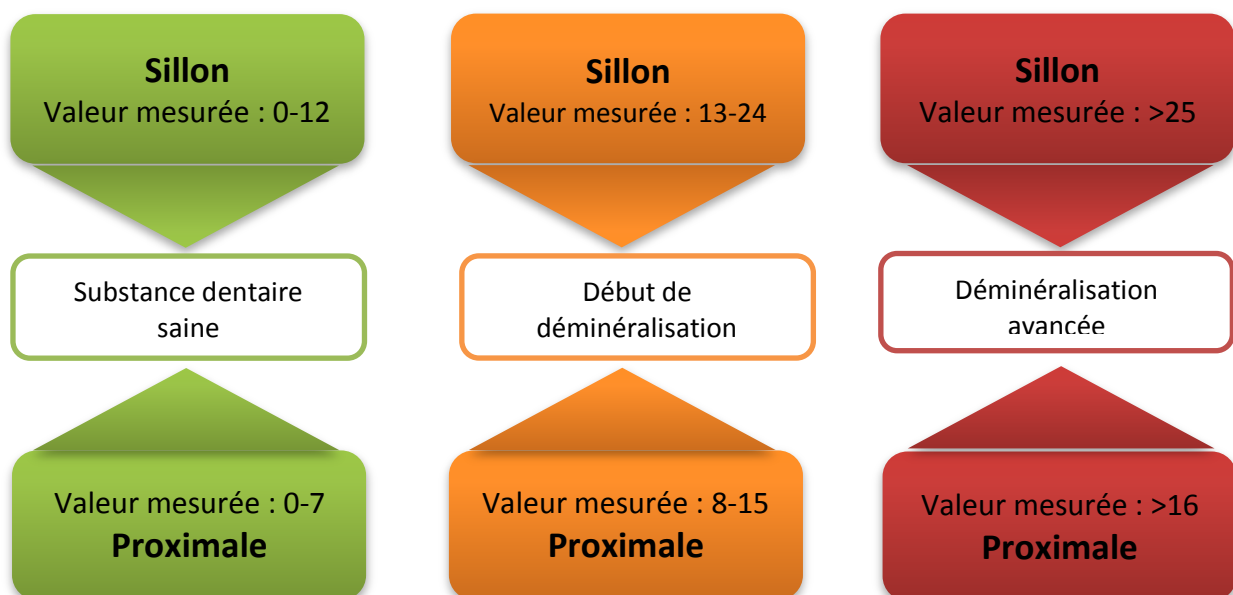 Sillon
Valeur mesurée : 0-12
Sillon
Valeur mesurée : 13-24
Sillon
Valeur mesurée : >25
Substance dentaire
saine
Début de
déminéralisation
Déminéralisation
avancée
Valeur mesurée : 0-7
Proximale
Valeur mesurée : 8-15
Proximale
Valeur mesurée : >16
Proximale